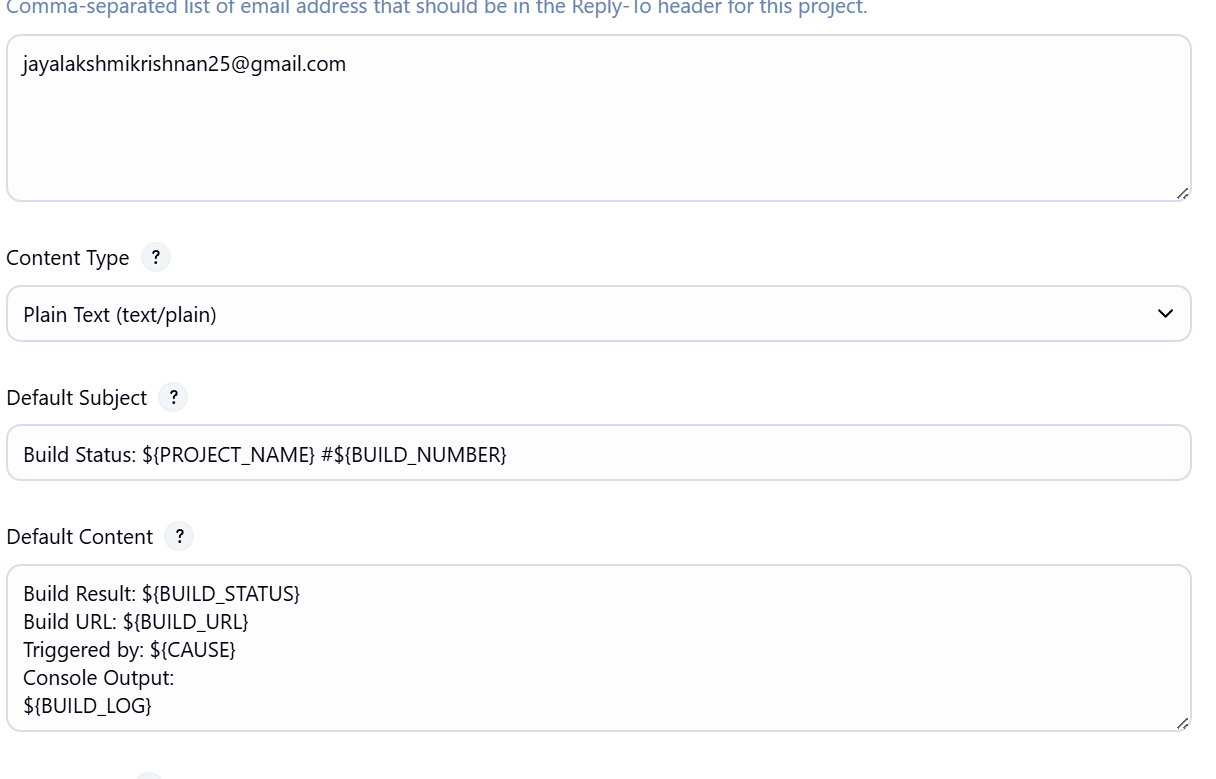 Comma-separated list of email address that should be in the Reply-To header for this project.
jayalakshmikrishnan25@gmail.com
Content Type ?
Plain Text (text/plain)
Default Subject ?
Build Status: ${PROJECT_NAME} #${BUILD_NUMBER}
Default Content ?
Build Result: ${BUILD_STATUS}
Build URL: ${BUILD_URL}
Triggered by: ${CAUSE}
Console Output:
${BUILD_LOG}